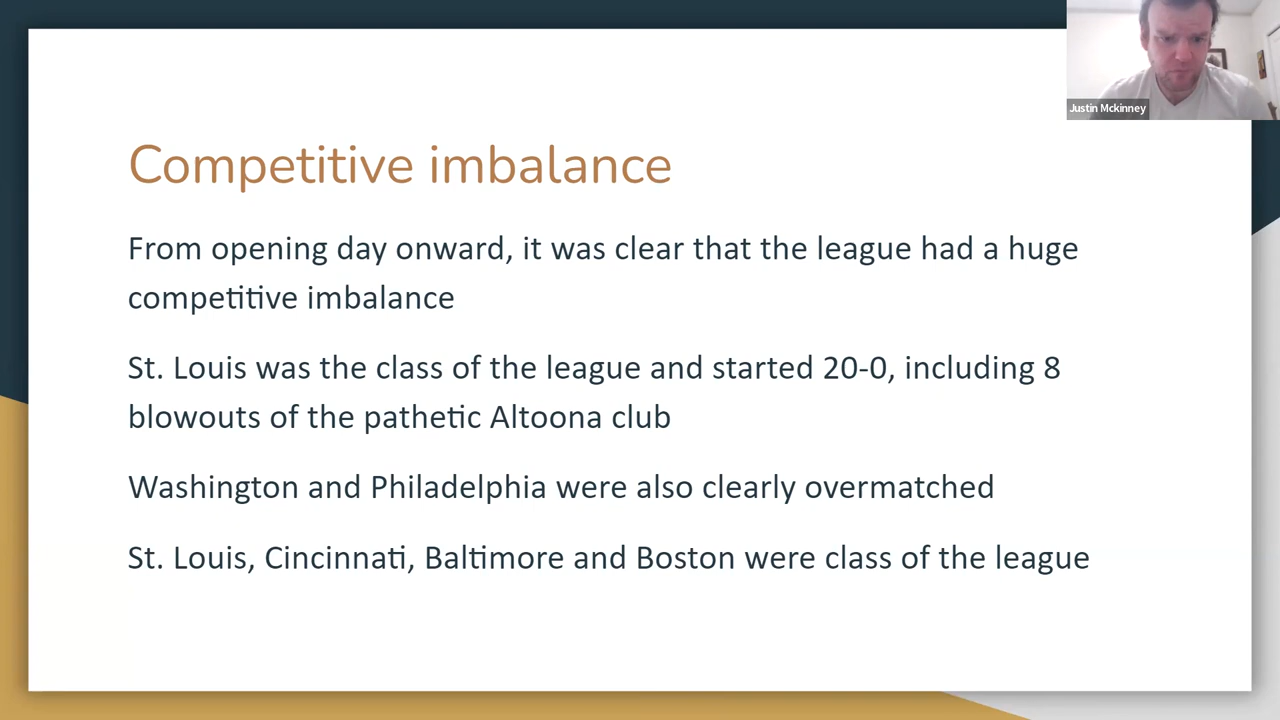 Justin Mckinney
Competitive imbalance
From opening day onward, it was clear that the league had a huge
competitive imbalance
St. Louis was the class of the league and started 20-0, including 8
blowouts of the pathetic Altoona club
Washington and Philadelphia were also clearly overmatched
St. Louis, Cincinnati, Baltimore and Boston were class of the league